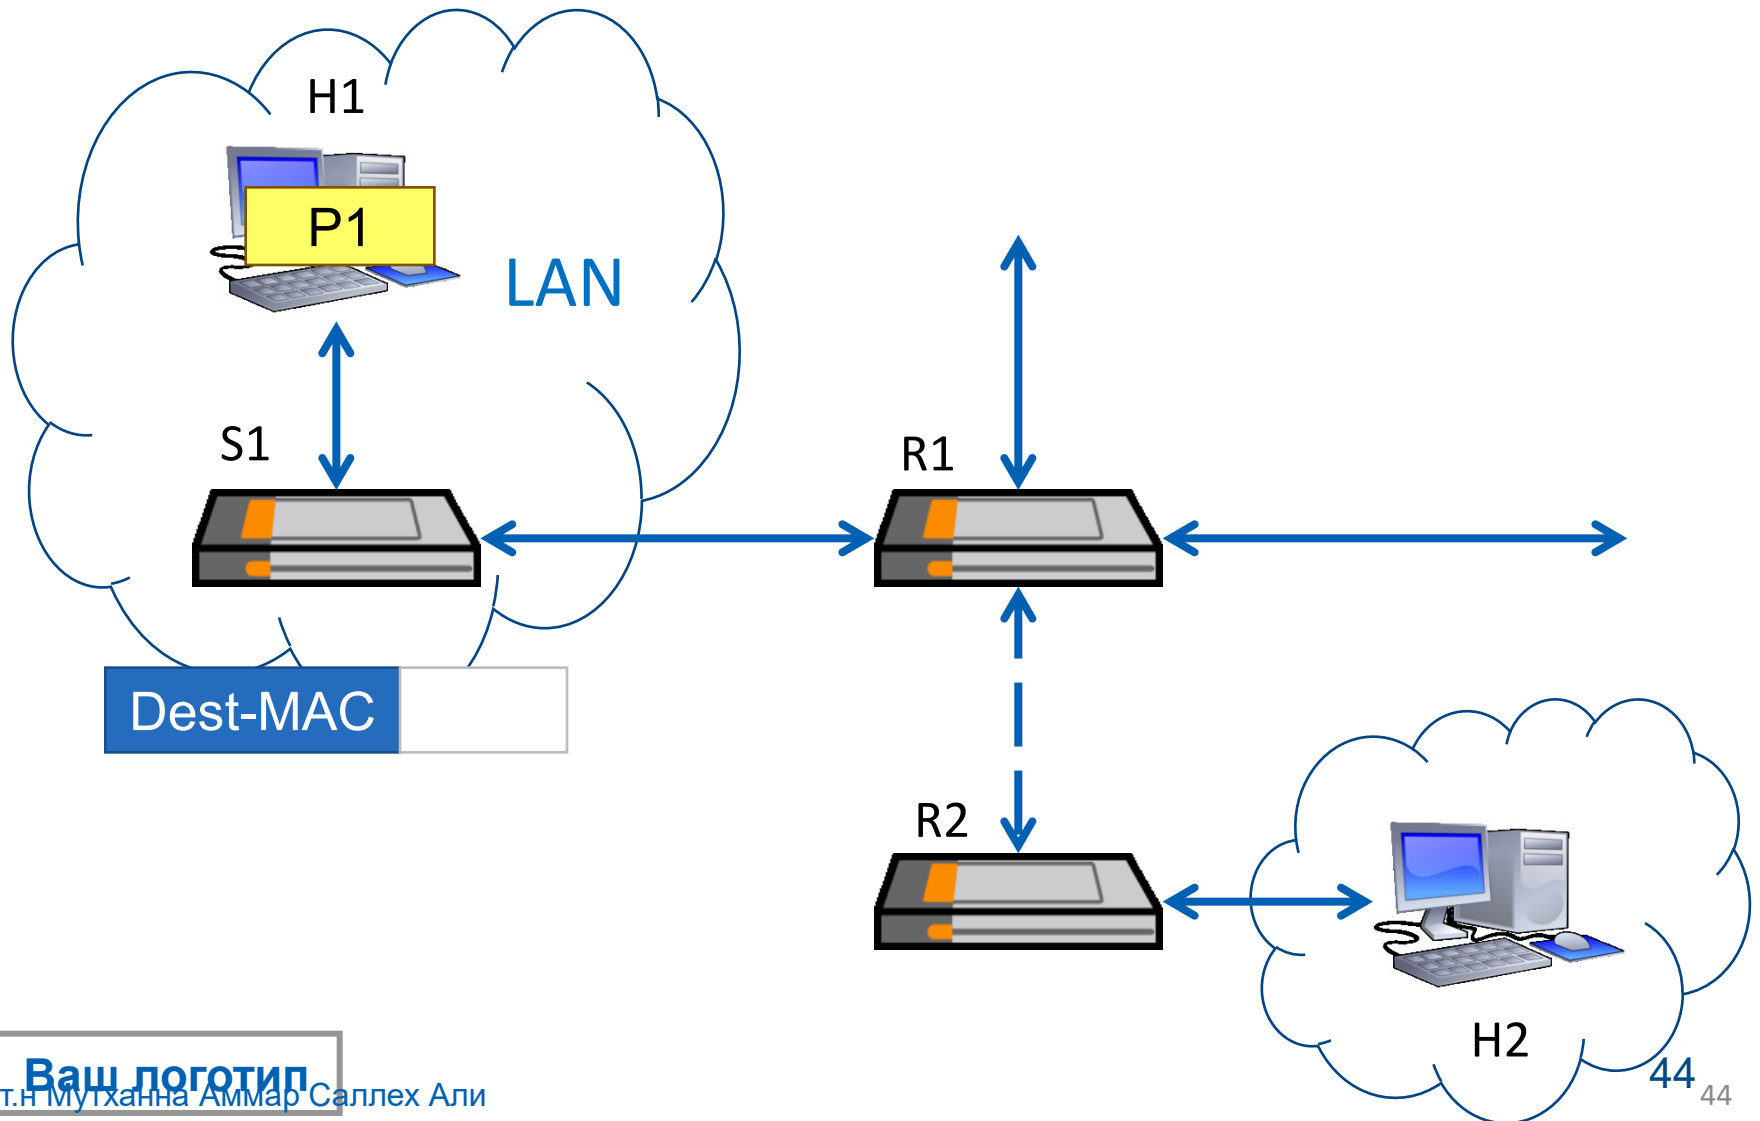 H1
P1
LAN
S1
R1
Dest-MAC
R2
H2
Ваш логотип
т.н Мутханна Аммар Саллех Али
44
44